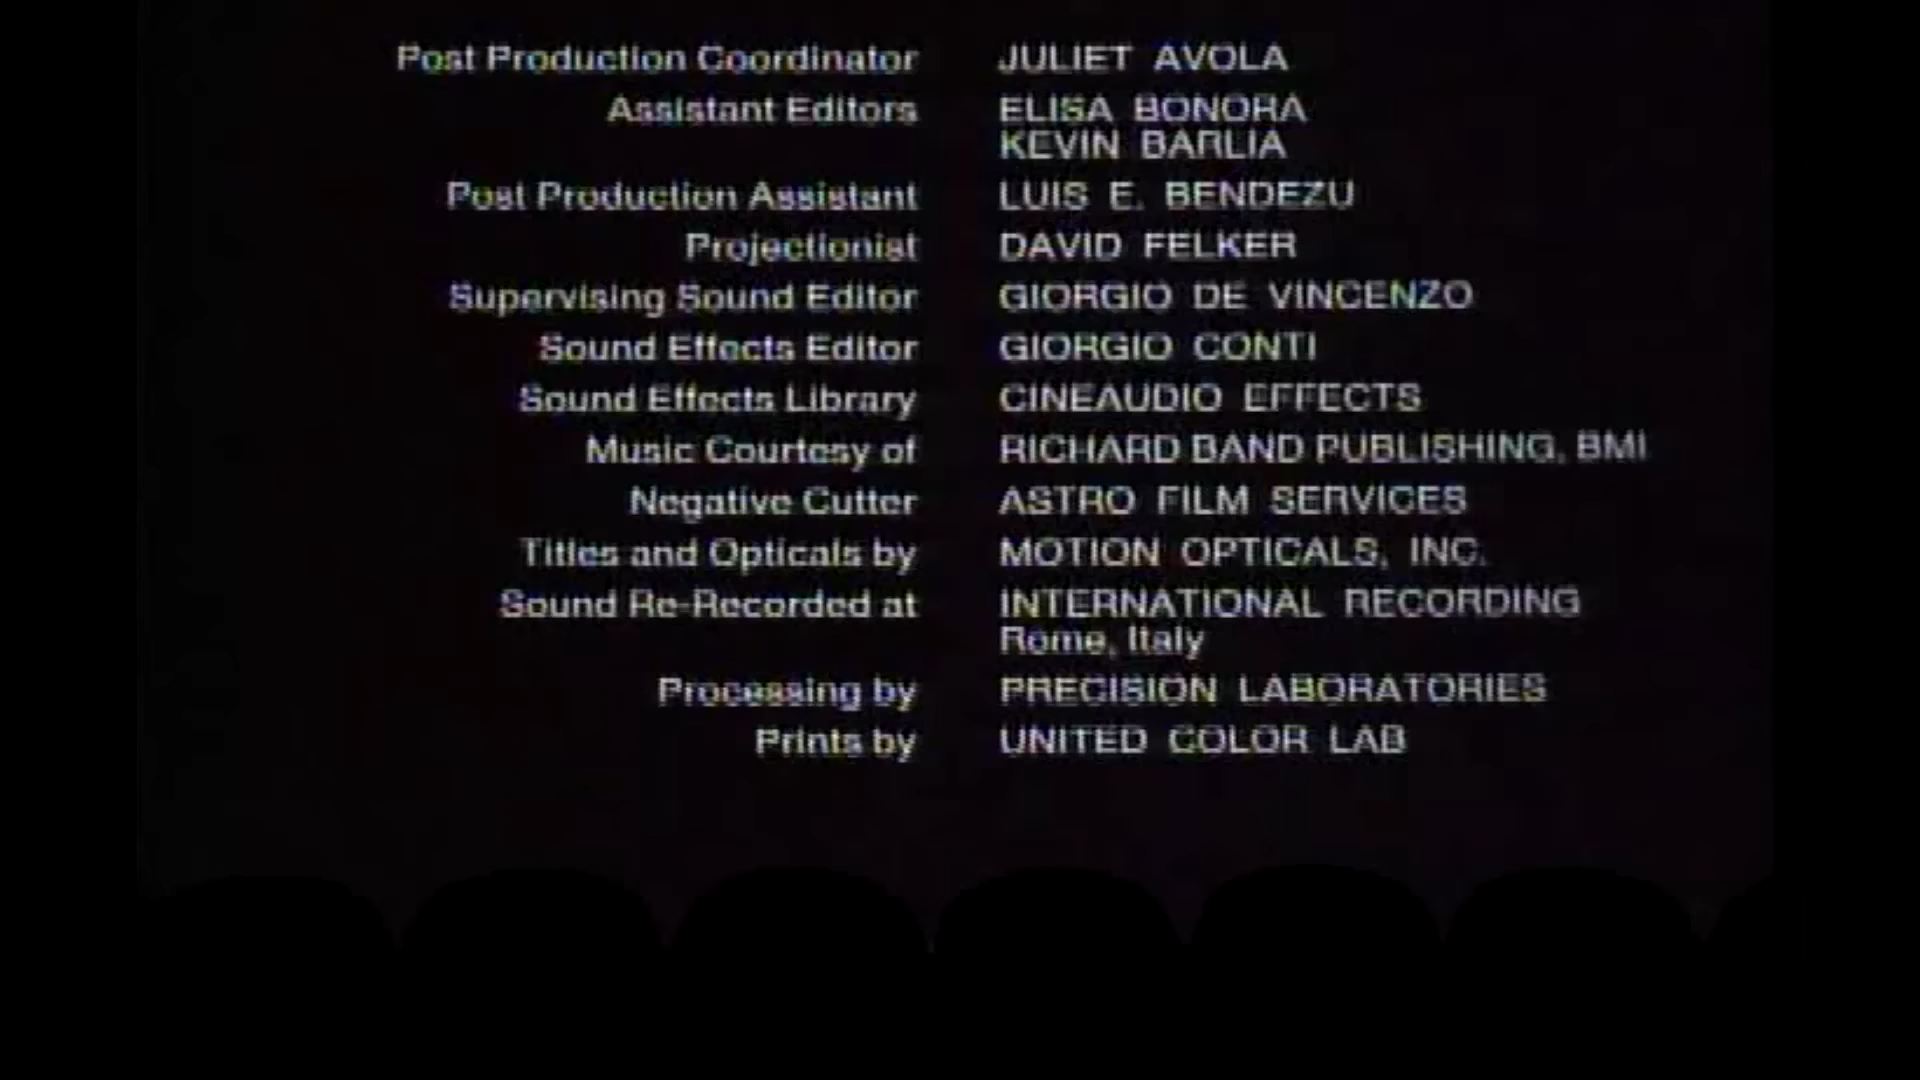 Post Production Coordinator JULIET AVOLA
Assistant Editors ELISA BONORA
KEVIN BARLIA
Post Production Assistant LUIS E. BENDEZU
Projectionist DAVID FELKER
Supervising Sound Editor GIORGIO DE VINCENZO
Sound Effects Editor GIORGIO CONTI
Sound Effects Library CINEAUDIO EFFECTS
Music Courtesy of RICHARD BAND PUBLISHING, BMI
Negative Cutter ASTRO FILM SERVICES
Titles and Opticals by MOTION OPTICALS, INC.
Sound Re-Recorded at INTERNATIONAL RECORDING
Rome, Italy
Processing by PRECISION LABORATORIES
Prints by UNITED COLOR LAB